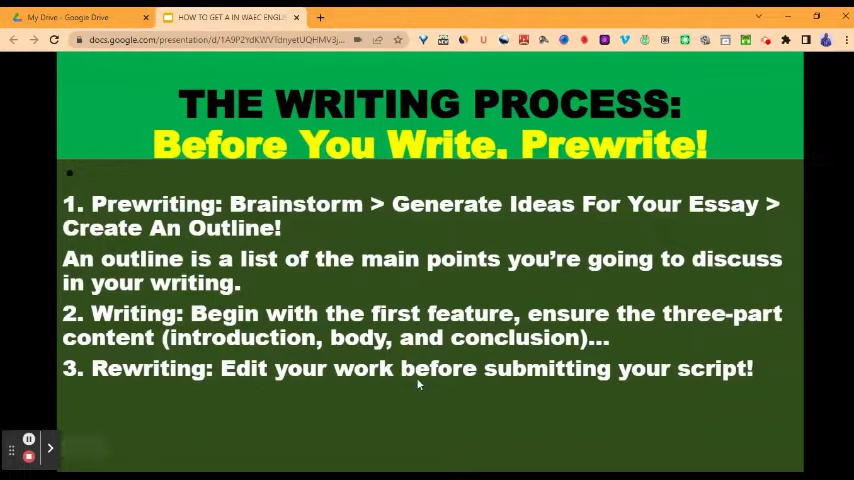 My Drive - Google Drive
HOW TO GET A IN WAEC ENGLIS
docs.google.com/presentation/d/1A9P2YdKWVTdnyetUQHMV3j...
THE WRITING PROCESS:
Before You Write, Prewrite!
1. Prewriting: Brainstorm > Generate Ideas For Your Essay >
Create An Outline!
An outline is a list of the main points you’re going to discuss
in your writing.
2. Writing: Begin with the first feature, ensure the three-part
content (introduction, body, and conclusion)...
3. Rewriting: Edit your work before submitting your script!